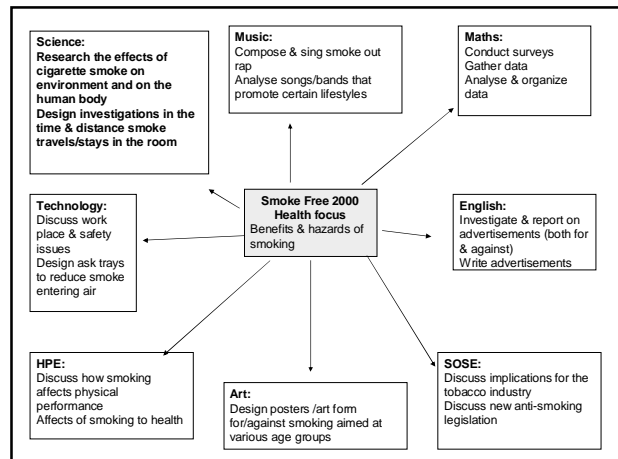 Science:
Research the effects of
cigarette smoke on
environment and on the
human body
Design investigations in the
time & distance smoke
travels/stays in the room
Music:
Compose & sing smoke out
rap
Analyse songs/bands that
promote certain lifestyles
Maths:
Conduct surveys
Gather data
Analyse & organize
data
Technology:
Discuss work
place & safety
issues
Design ask trays
to reduce smoke
entering air
Smoke Free 2000
Health focus
Benefits & hazards of
smoking
English:
Investigate & report on
advertisements (both for
& against)
Write advertisements
HPE:
Discuss how smoking
affects physical
performance
Affects of smoking to health
Art:
Design posters /art form
for/against smoking aimed at
various age groups
SOSE:
Discuss implications for the
tobacco industry
Discuss new anti-smoking
legislation